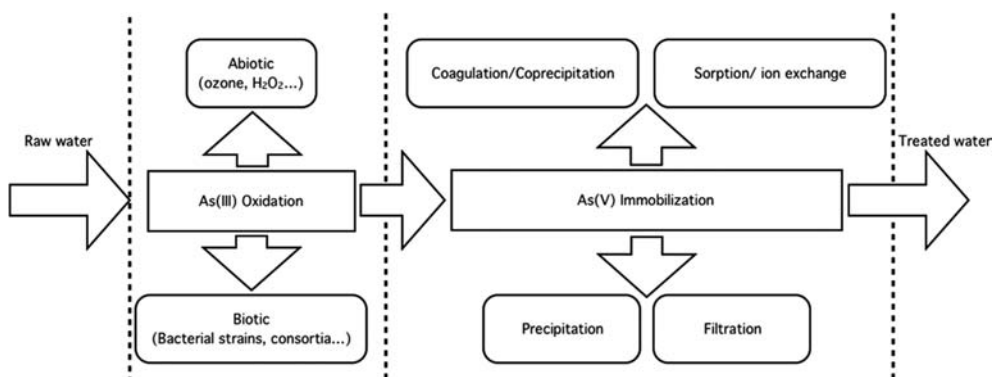 Abiotic
(ozone, H₂O₂...)
Coagulation/Coprecipitation
Sorption/ ion exchange
Raw water
Treated water
As(III) Oxidation
As(V) Immobilization
Biotic
(Bacterial strains, consortia...)
Precipitation
Filtration